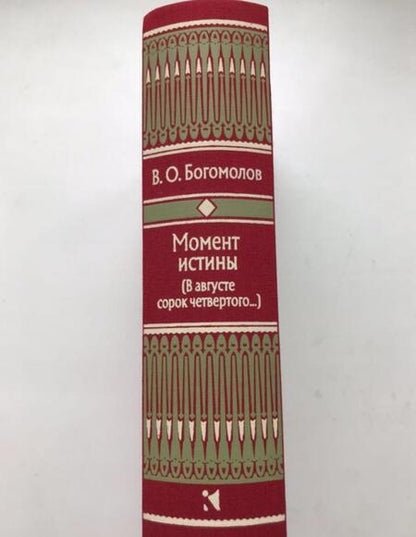 В. О. Богомолов
Момент
истины
(В августе
сорок четвертого...)